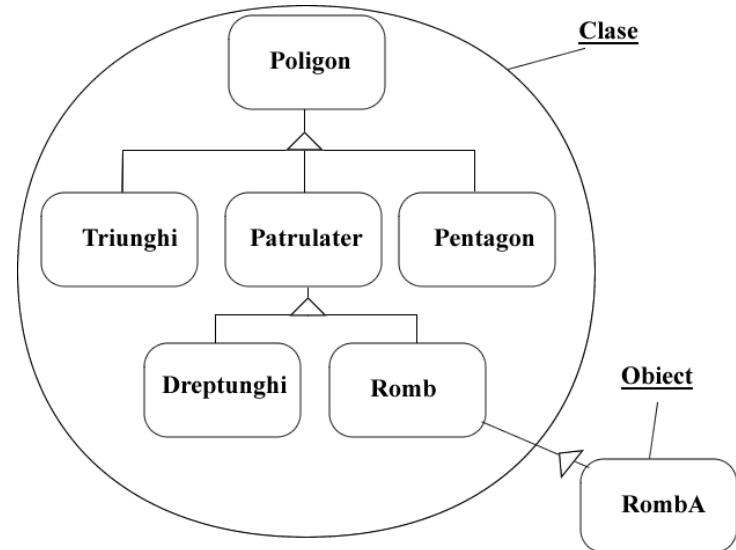 Clase
Poligon
Triunghi
Patrulater
Pentagon
Dreptunghi
Romb
Obiect
RombA